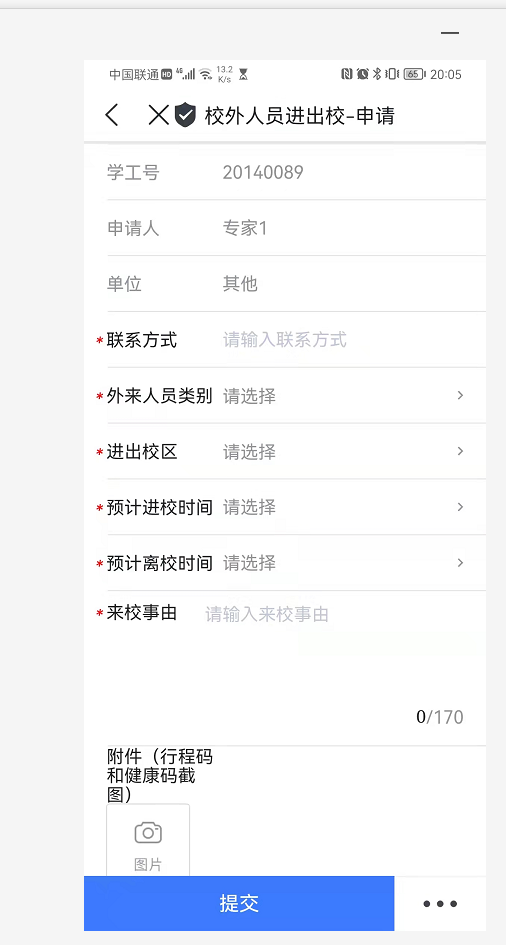 中国联通 HD 4G 13.2 K/s 65 20:05
校外人员进出校-申请
学工号 20140089
申请人 专家1
单位 其他
*联系方式 请输入联系方式
*外来人员类别 请选择
*进出校区 请选择
*预计进校时间 请选择
*预计离校时间 请选择
*来校事由 请输入来校事由
0/170
附件（行程码
和健康码截
图）
图片
提交